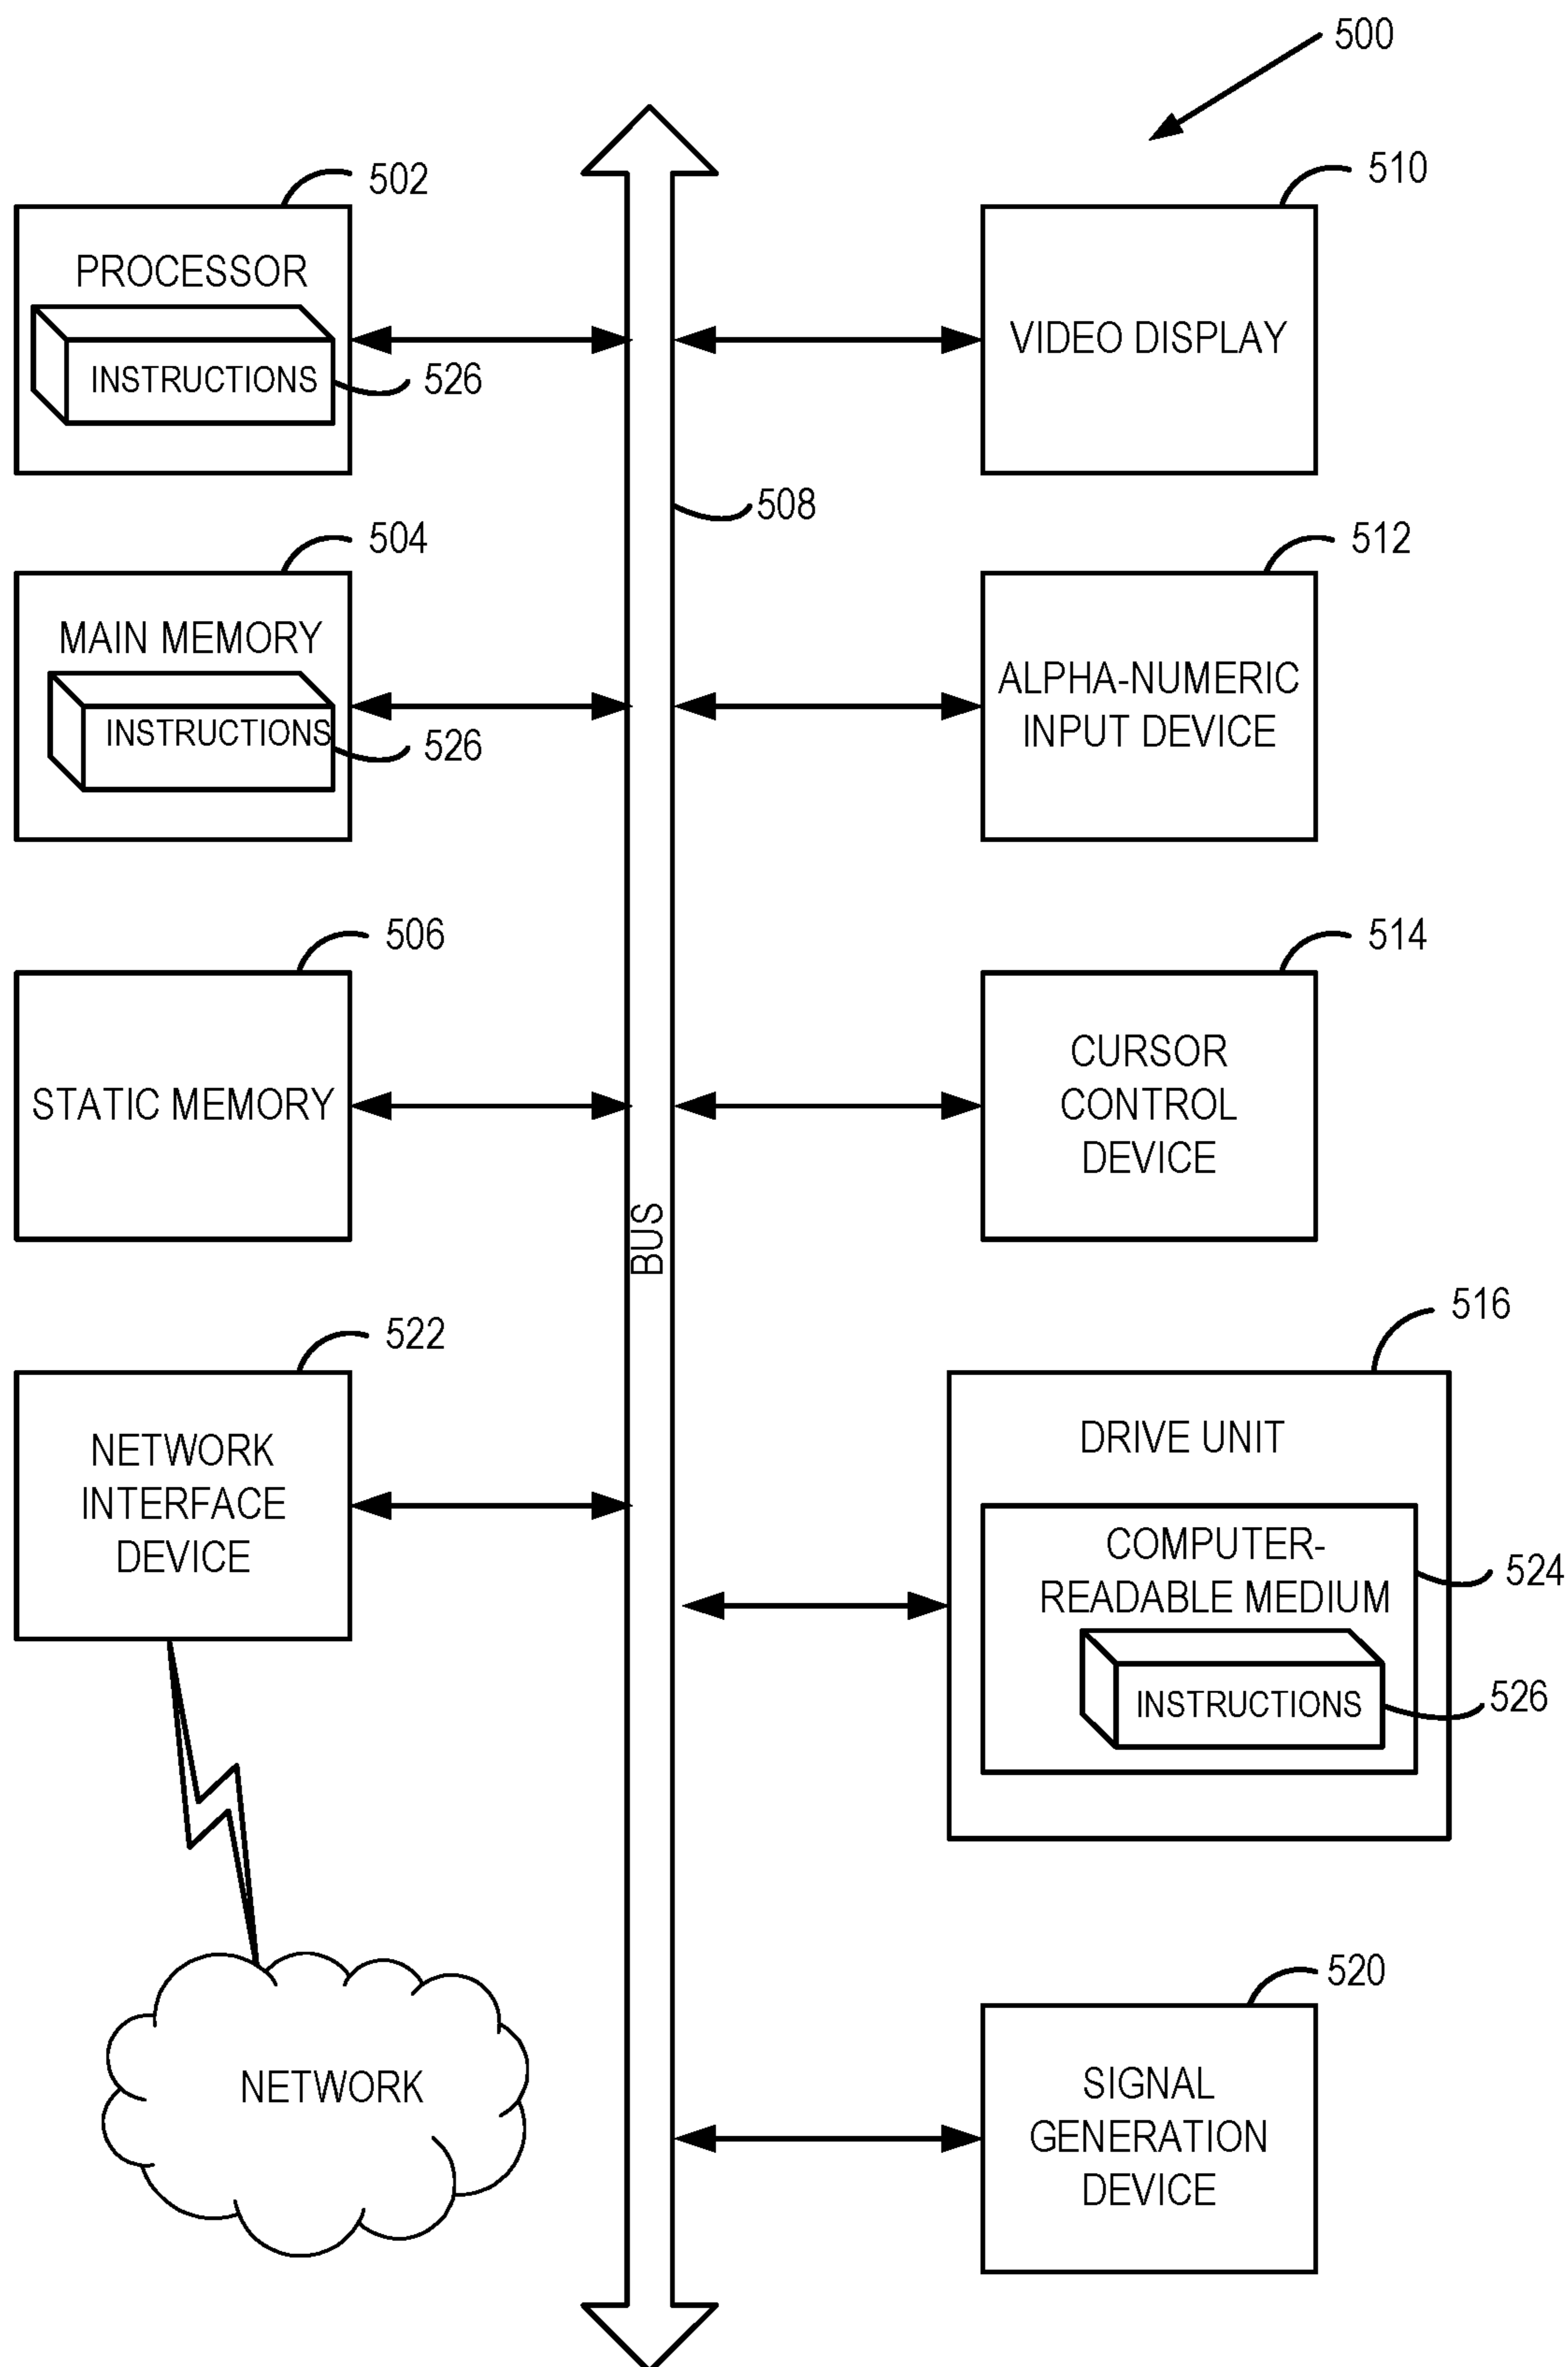 500
502
PROCESSOR
INSTRUCTIONS
526
510
VIDEO DISPLAY
508
504
MAIN MEMORY
INSTRUCTIONS
526
512
ALPHA-NUMERIC
INPUT DEVICE
506
STATIC MEMORY
514
CURSOR
CONTROL
DEVICE
BUS
522
NETWORK
INTERFACE
DEVICE
516
DRIVE UNIT
COMPUTER-
READABLE MEDIUM
524
INSTRUCTIONS
526
NETWORK
520
SIGNAL
GENERATION
DEVICE